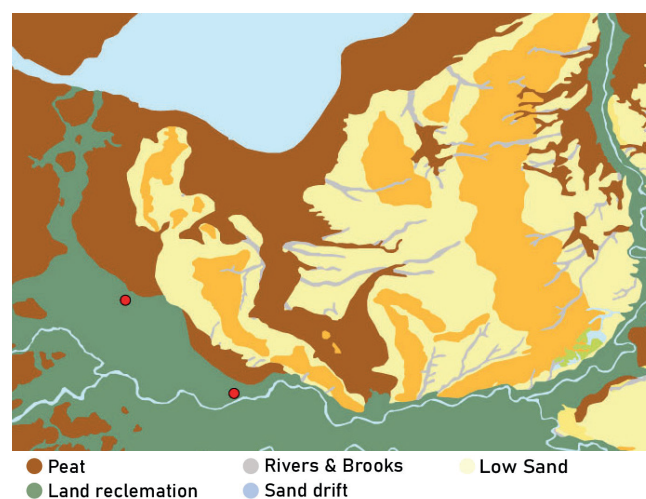 Peat
Rivers & Brooks
Low Sand
Land reclemation
Sand drift